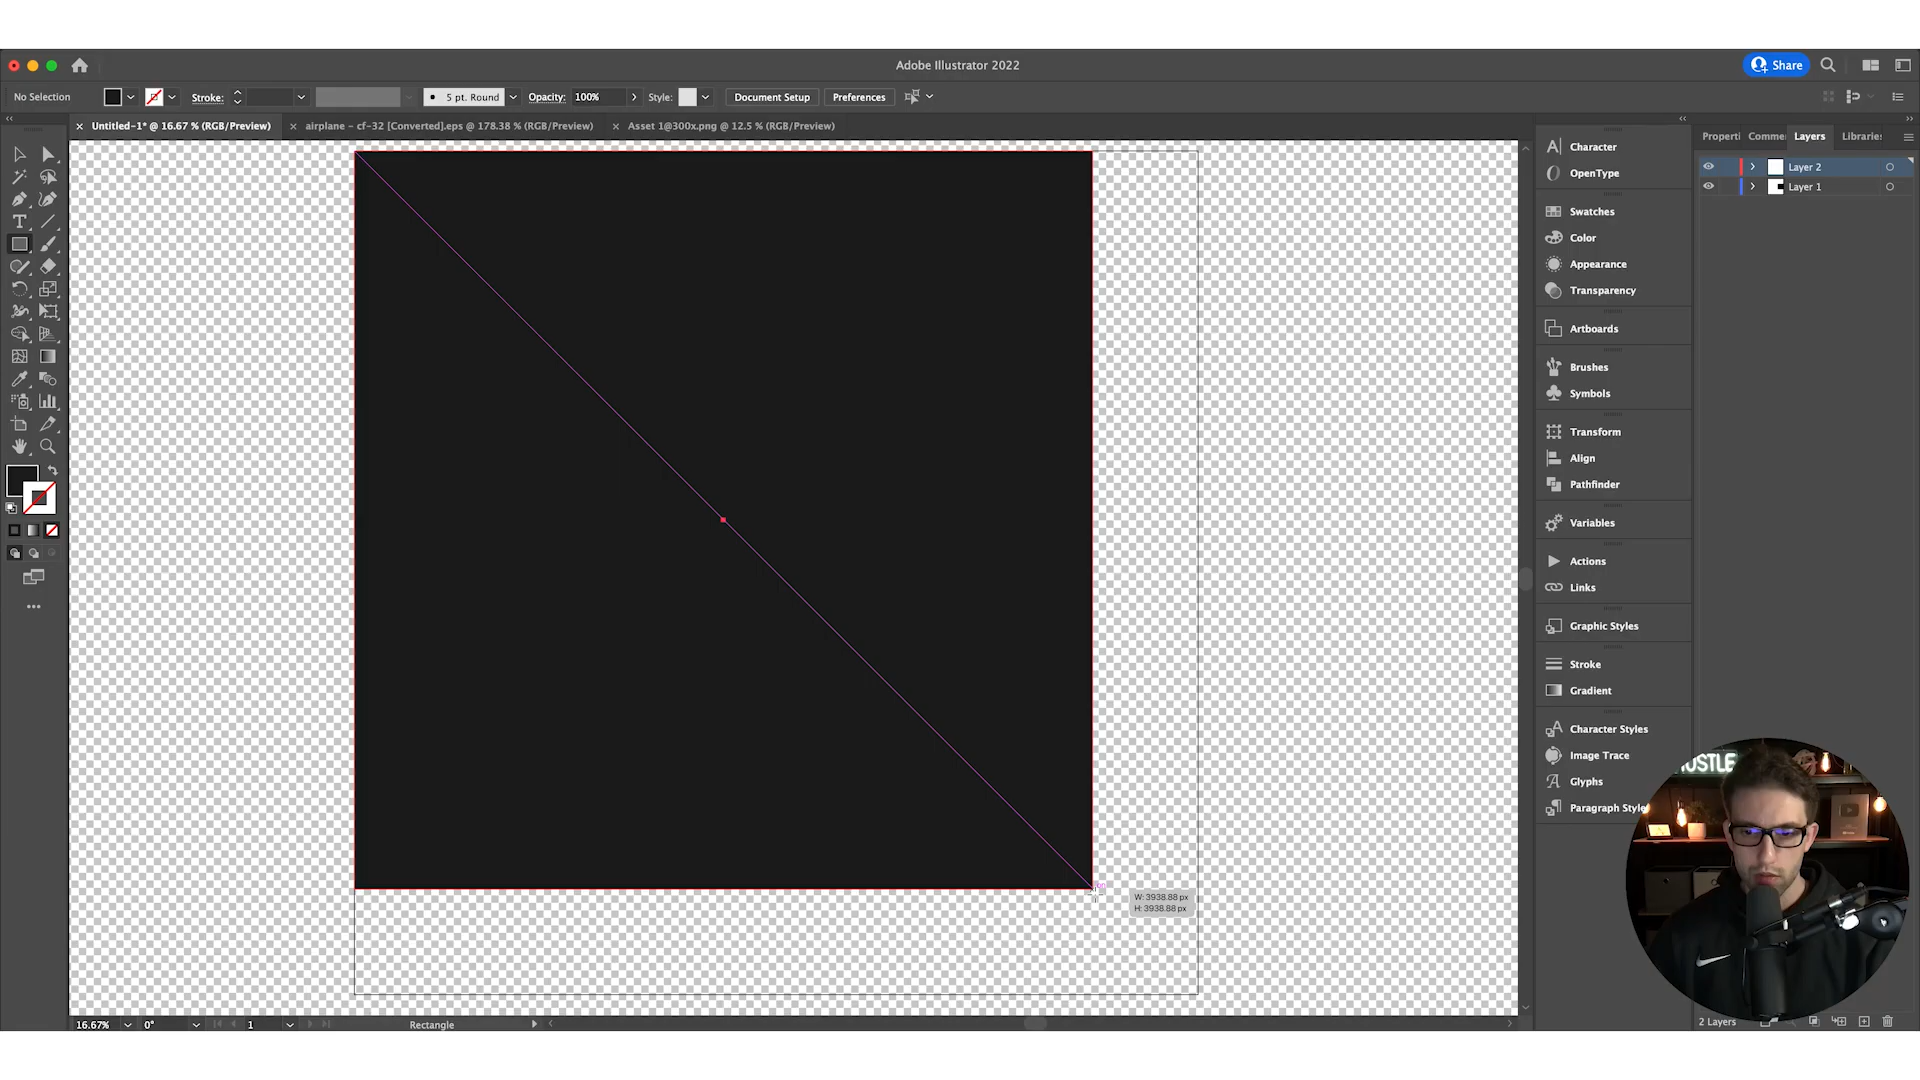 Adobe Illustrator 2022
Share
No Selection
Stroke:
5 pt. Round
Opacity: 100%
Style:
Document Setup
Preferences
Untitled-1* @ 16.67 % (RGB/Preview)
airplane - cf-32 [Converted].eps @ 178.38 % (RGB/Preview)
Asset 1@300x.png @ 12.5 % (RGB/Preview)
Properti
Comme
Layers
Libraries
Layer 2
Layer 1
Character
OpenType
Swatches
Color
Appearance
Transparency
Artboards
Brushes
Symbols
Transform
Align
Pathfinder
Variables
Actions
Links
Graphic Styles
Stroke
Gradient
Character Styles
Image Trace
Glyphs
Paragraph Style
W: 3938.88 px
H: 3938.88 px
16.67%
0°
1
Rectangle
2 Layers